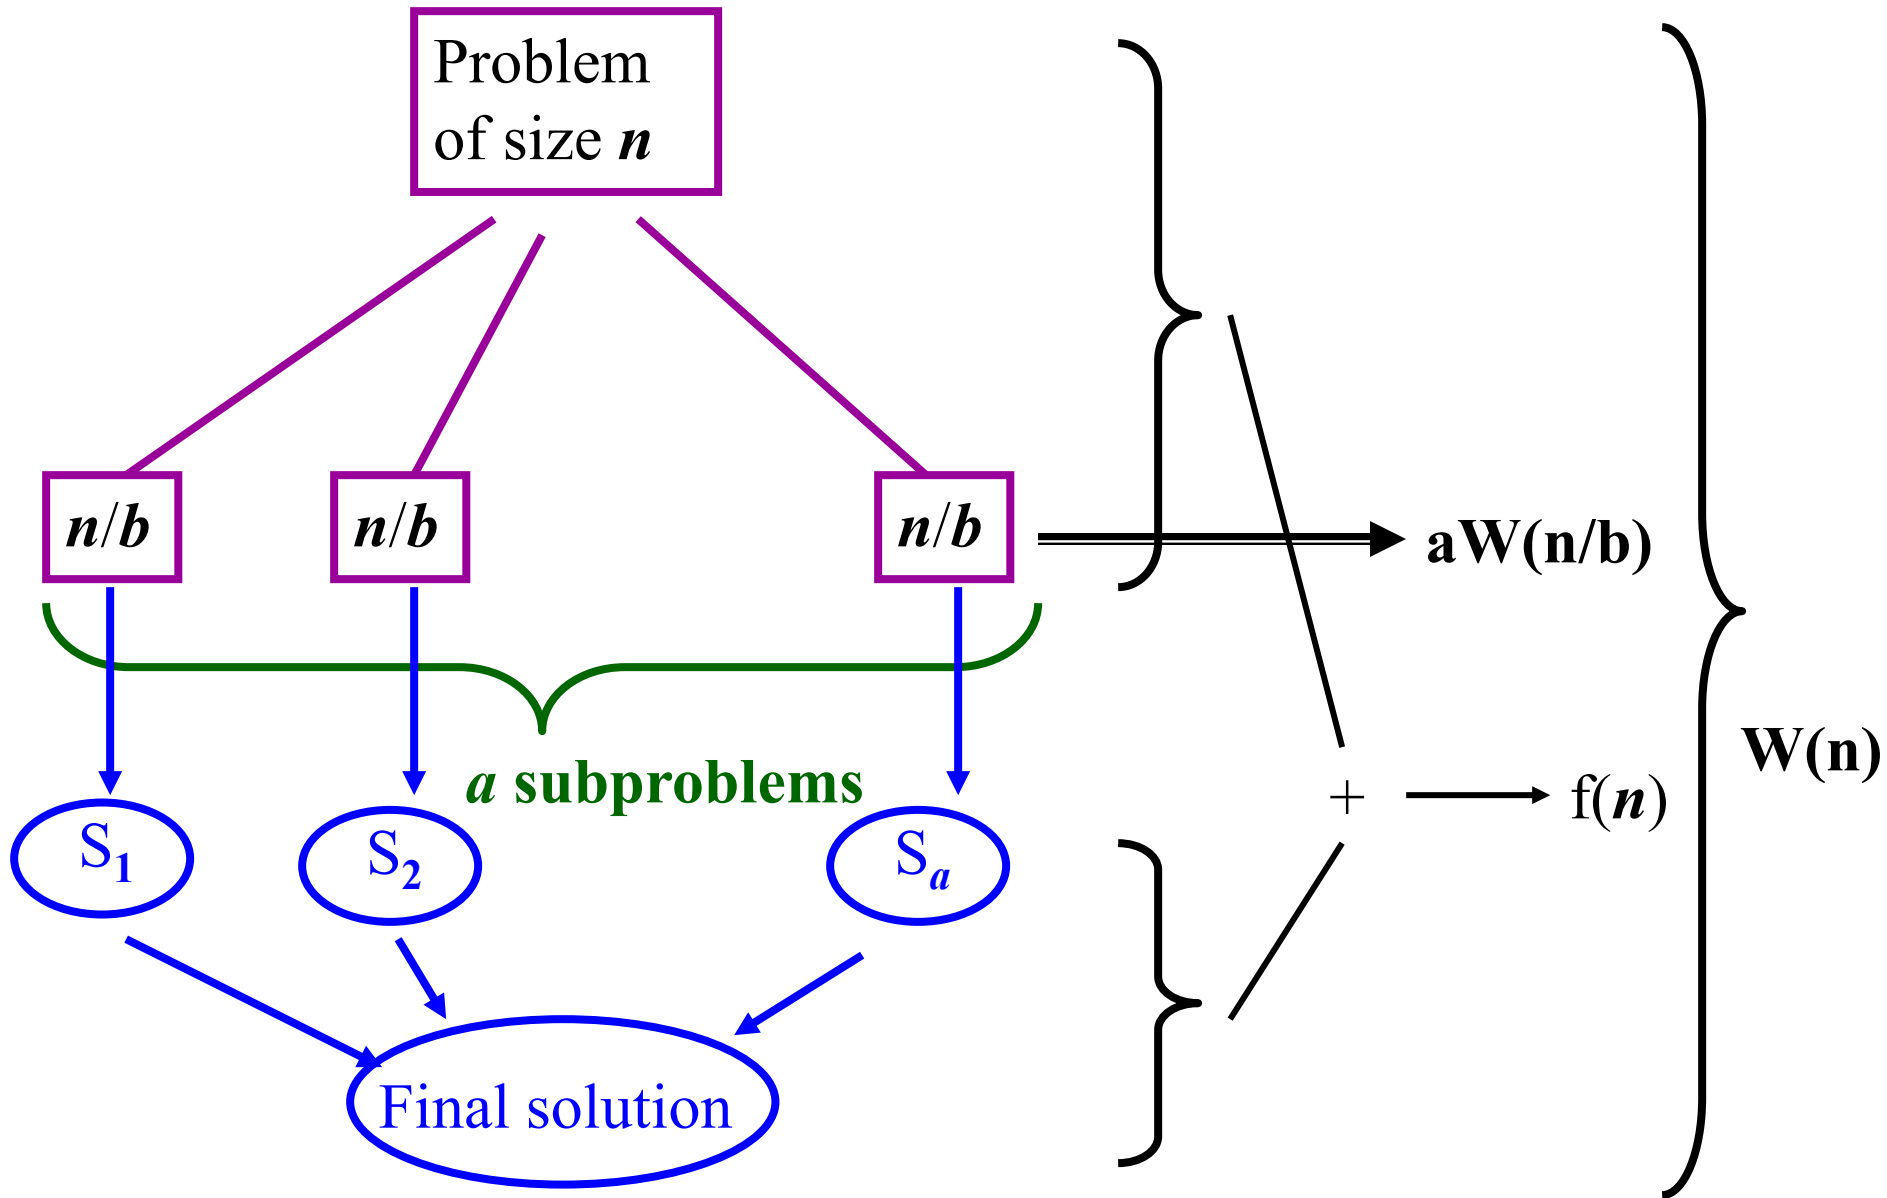 Problem
of size n
n/b
n/b
n/b
aW(n/b)
a subproblems
W(n)
+
f(n)
S1
S2
Sa
Final solution